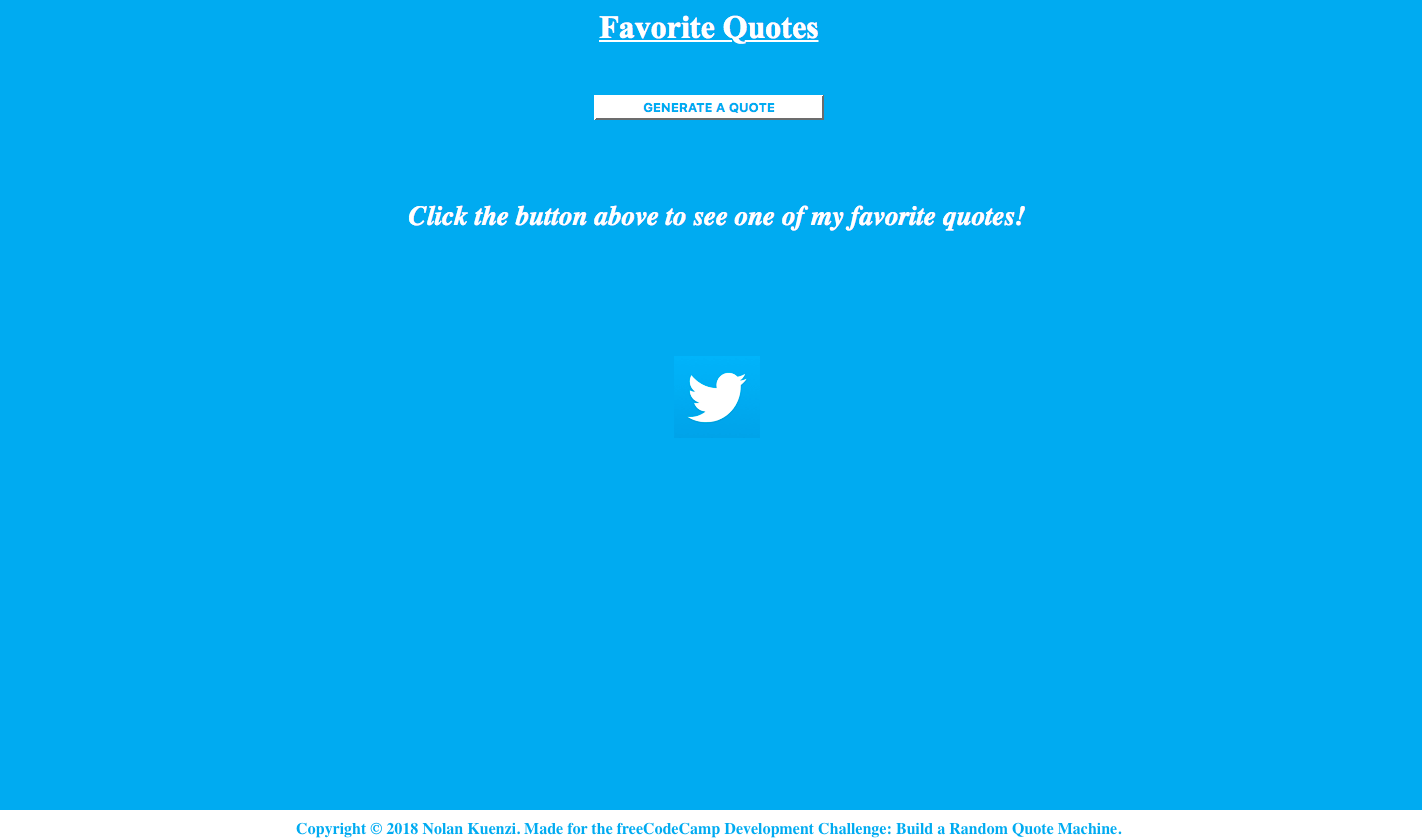 Favorite Quotes
GENERATE A QUOTE
Click the button above to see one of my favorite quotes!
Copyright © 2018 Nolan Kuenzi. Made for the freeCodeCamp Development Challenge: Build a Random Quote Machine.